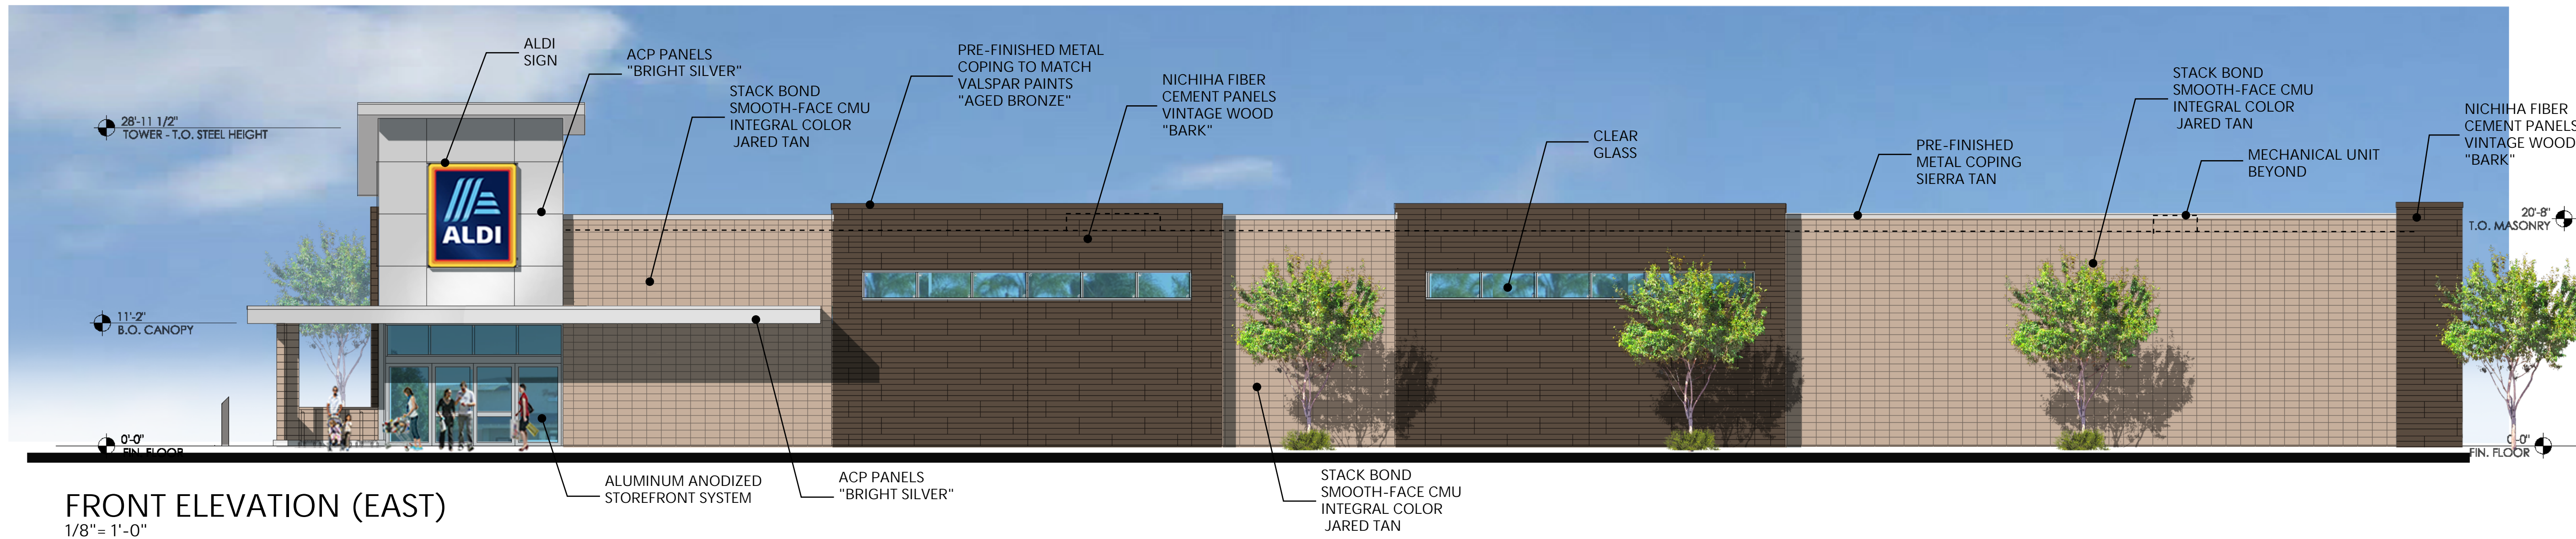 ALDI
SIGN
ACP PANELS
"BRIGHT SILVER"
STACK BOND
SMOOTH-FACE CMU
INTEGRAL COLOR
JARED TAN
PRE-FINISHED METAL
COPING TO MATCH
VALSPAR PAINTS
"AGED BRONZE"
NICHIHA FIBER
CEMENT PANELS
VINTAGE WOOD
"BARK"
CLEAR
GLASS
PRE-FINISHED
METAL COPING
SIERRA TAN
STACK BOND
SMOOTH-FACE CMU
INTEGRAL COLOR
JARED TAN
MECHANICAL UNIT
BEYOND
NICHIHA FIBER
CEMENT PANELS
VINTAGE WOOD
"BARK"
28'-11 1/2"
TOWER - T.O. STEEL HEIGHT
ALDI
20'-8"
T.O. MASONRY
11'-2"
B.O. CANOPY
0'-0"
FIN. FLOOR
0'-0"
FIN. FLOOR
ALUMINUM ANODIZED
STOREFRONT SYSTEM
ACP PANELS
"BRIGHT SILVER"
STACK BOND
SMOOTH-FACE CMU
INTEGRAL COLOR
JARED TAN
FRONT ELEVATION (EAST)
1/8"= 1'-0"